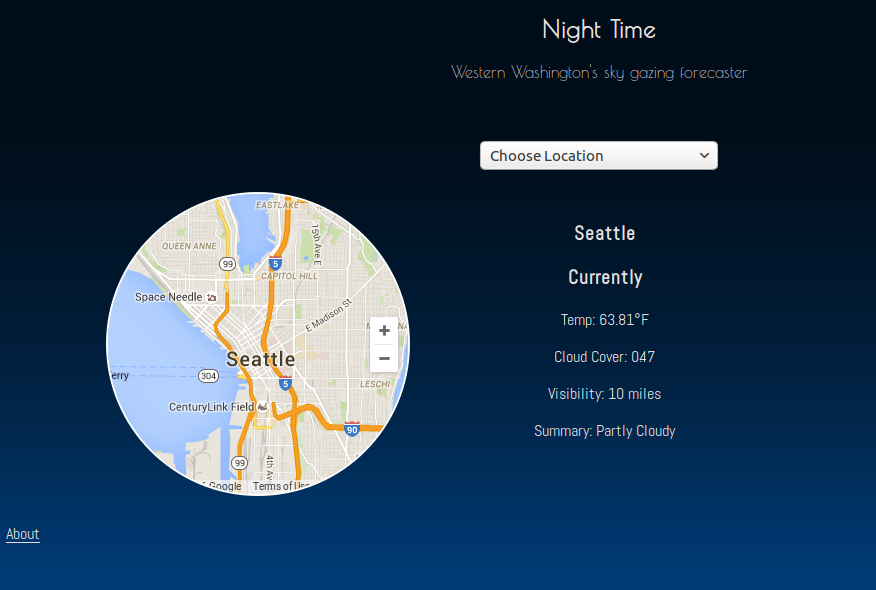 Night Time
Western Washington's sky gazing forecaster
Choose Location
EASTLAKE
15th Ave E
QUEEN ANNE
99
5
CAPITOL HILL
Space Needle
E Madison St
+
Seattle
−
erry
304
5
LESCHI
CenturyLink Field
90
99
4th Av
Google
Terms of Use
Seattle
Currently
Temp: 63.81°F
Cloud Cover: 0.47
Visibility: 10 miles
Summary: Partly Cloudy
About